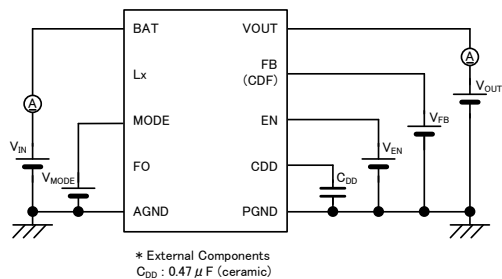 BAT
VOUT
A
A
Lx
FB
(CDF)
VOUT
MODE
EN
VFB
VIN
VMODE
FO
CDD
CDD
VEN
AGND
PGND
* External Components
CDD : 0.47 μF (ceramic)